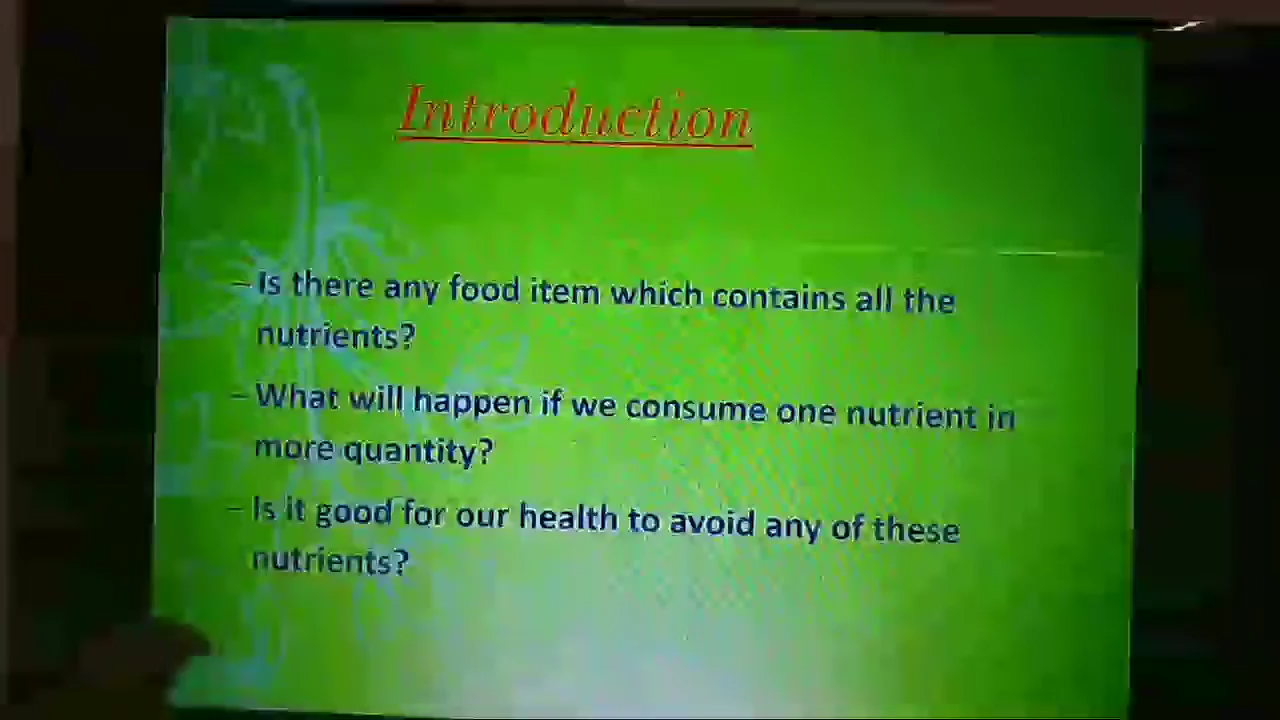 Introduction
– Is there any food item which contains all the
nutrients?
– What will happen if we consume one nutrient in
more quantity?
– Is it good for our health to avoid any of these
nutrients?